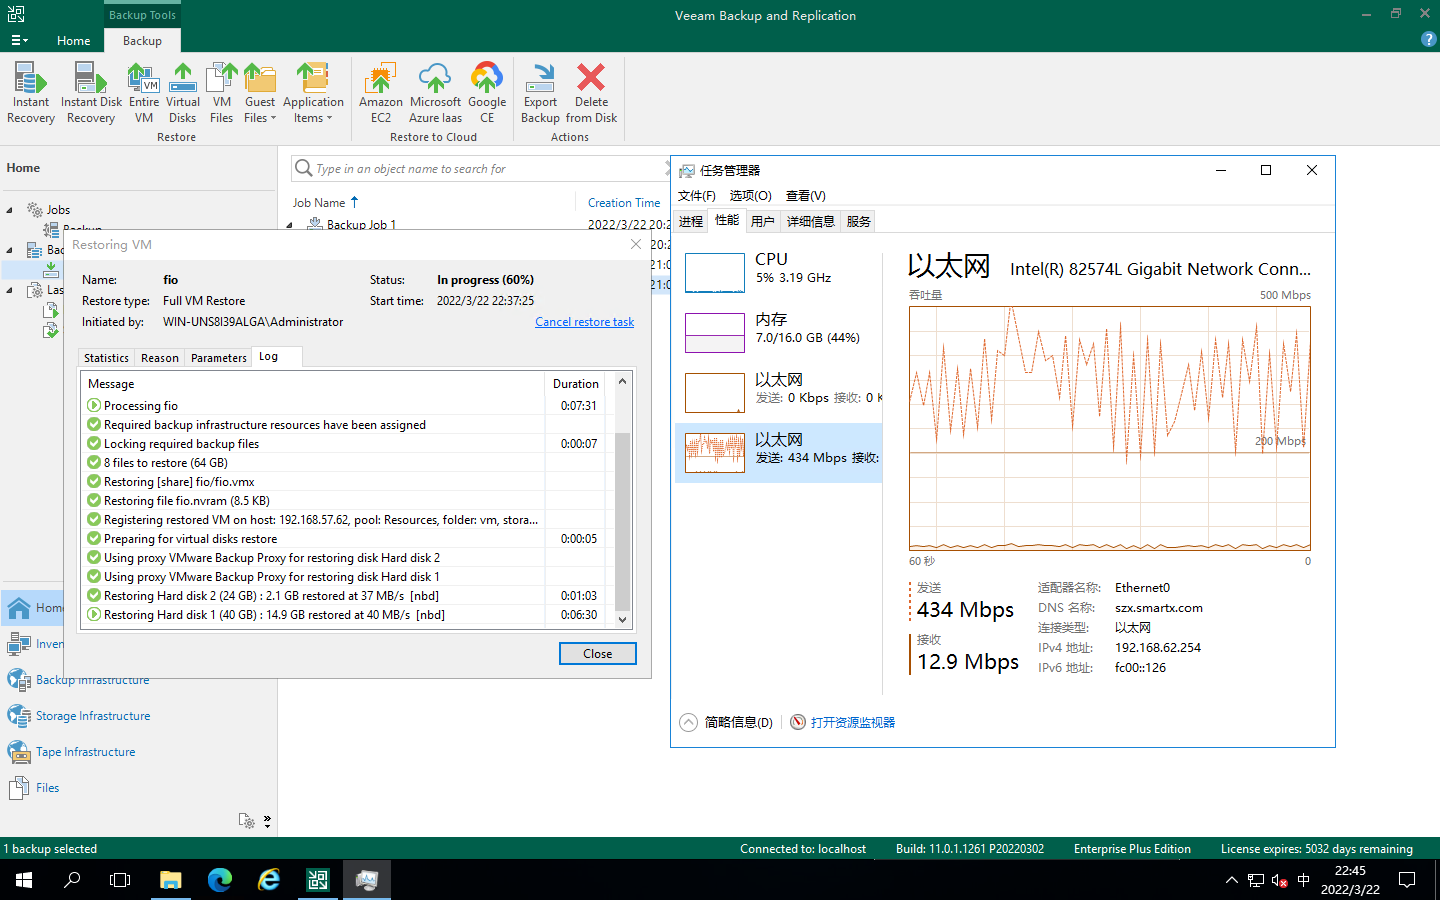 Backup Tools
Veeam Backup and Replication
Home
Backup
Instant Recovery
Instant Disk Recovery
Entire VM
Virtual Disks
VM Files
Guest Files
Application Items
Amazon EC2
Microsoft Azure Iaas
Google CE
Export Backup
Delete from Disk
Restore
Restore to Cloud
Actions
Home
Type in an object name to search for
Jobs
Backup
Job Name
Creation Time
Backup Job 1
2022/3/22 20:2
Restoring VM
Name:
fio
Status:
In progress (60%)
Restore type:
Full VM Restore
Start time:
2022/3/22 22:37:25
Initiated by:
WIN-UNS8I39ALGA\Administrator
Cancel restore task
Statistics
Reason
Parameters
Log
Message
Duration
Processing fio
0:07:31
Required backup infrastructure resources have been assigned
Locking required backup files
0:00:07
8 files to restore (64 GB)
Restoring [share] fio/fio.vmx
Restoring file fio.nvram (8.5 KB)
Registering restored VM on host: 192.168.57.62, pool: Resources, folder: vm, stora...
Preparing for virtual disks restore
0:00:05
Using proxy VMware Backup Proxy for restoring disk Hard disk 2
Using proxy VMware Backup Proxy for restoring disk Hard disk 1
Restoring Hard disk 2 (24 GB) : 2.1 GB restored at 37 MB/s [nbd]
0:01:03
Restoring Hard disk 1 (40 GB) : 14.9 GB restored at 40 MB/s [nbd]
0:06:30
Close
Home
Inven
Backup Infrastructure
Storage Infrastructure
Tape Infrastructure
Files
任务管理器
文件(F)
选项(O)
查看(V)
进程
性能
用户
详细信息
服务
CPU
5% 3.19 GHz
内存
7.0/16.0 GB (44%)
以太网
发送: 0 Kbps 接收: 0 K
以太网
发送: 434 Mbps 接收:
以太网
Intel(R) 82574L Gigabit Network Conn...
吞吐量
500 Mbps
200 Mbps
60 秒
0
发送
434 Mbps
接收
12.9 Mbps
适配器名称:
Ethernet0
DNS 名称:
szx.smartx.com
连接类型:
以太网
IPv4 地址:
192.168.62.254
IPv6 地址:
fc00::126
简略信息(D)
打开资源监视器
1 backup selected
Connected to: localhost
Build: 11.0.1.1261 P20220302
Enterprise Plus Edition
License expires: 5032 days remaining
中
22:45
2022/3/22